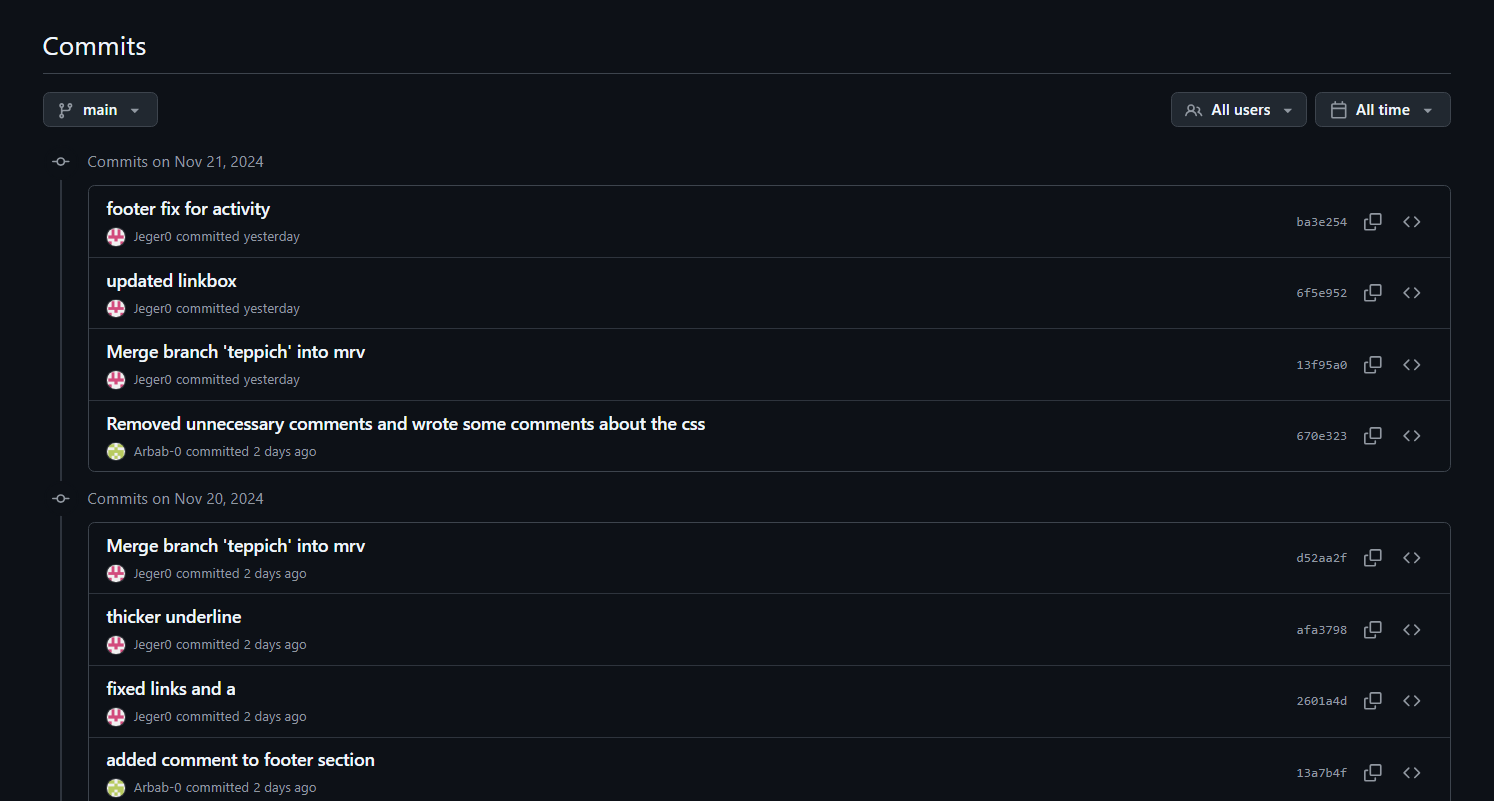 Commits
main
All users
All time
Commits on Nov 21, 2024
footer fix for activity
Jeger0 committed yesterday
ba3e254
updated linkbox
Jeger0 committed yesterday
6f5e952
Merge branch 'teppich' into mrv
Jeger0 committed yesterday
13f95a0
Removed unnecessary comments and wrote some comments about the css
Arbab-0 committed 2 days ago
670e323
Commits on Nov 20, 2024
Merge branch 'teppich' into mrv
Jeger0 committed 2 days ago
d52aa2f
thicker underline
Jeger0 committed 2 days ago
afa3798
fixed links and a
Jeger0 committed 2 days ago
2601a4d
added comment to footer section
Arbab-0 committed 2 days ago
13a7b4f